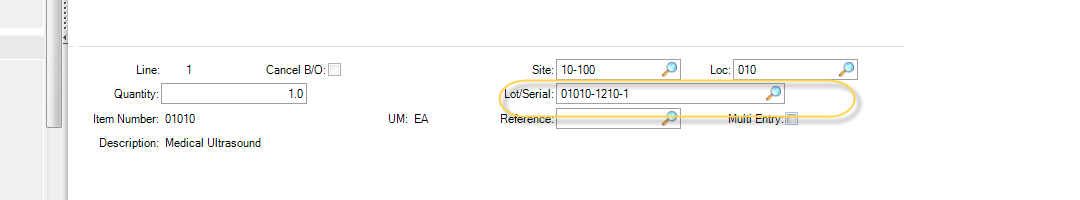 Line: 1 Cancel B/O: Site: 10-100 Loc: 010
Quantity: 1.0 Lot/Serial: 01010-1210-1
Item Number: 01010 UM: EA Reference: Multi Entry:
Description: Medical Ultrasound